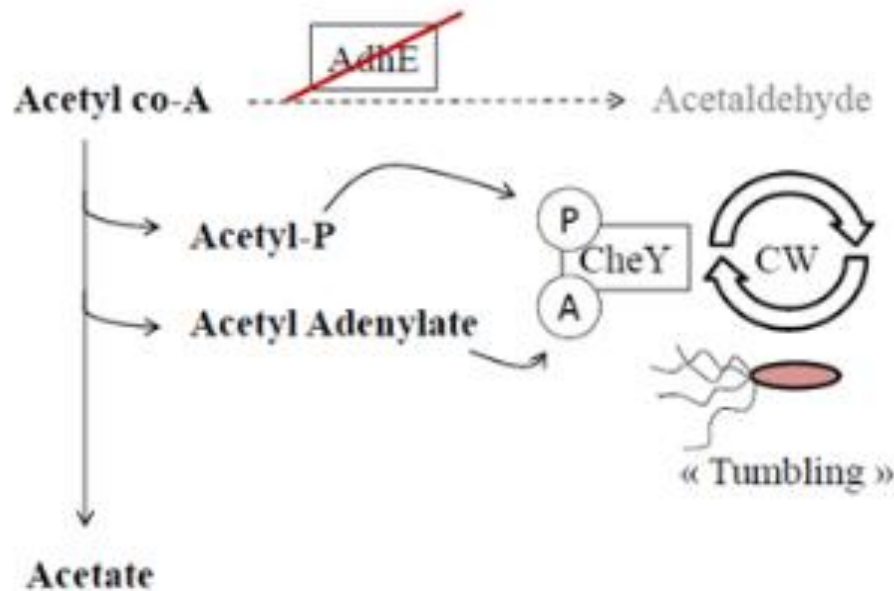 AdhE
Acetyl co-A
Acetaldehyde
Acetyl-P
P
CheY
CW
Acetyl Adenylate
A
« Tumbling »
Acetate